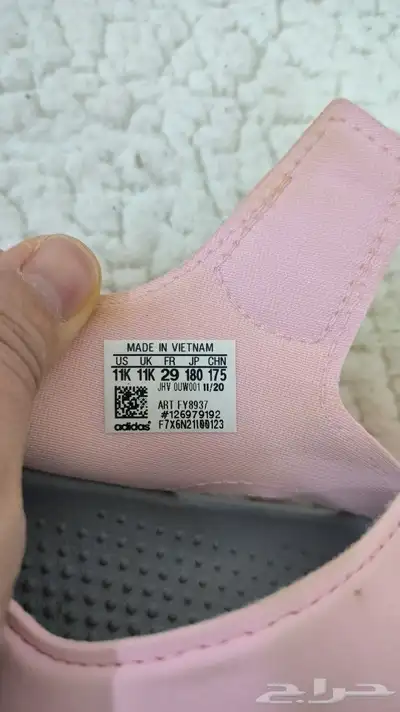 MADE IN VIETNAM
US UK FR JP CHN
11K 11K 29 180 175
JHV 0UW001 11/20
ART FY8937
#126979192
adidas F7X6N21I00123
حراج